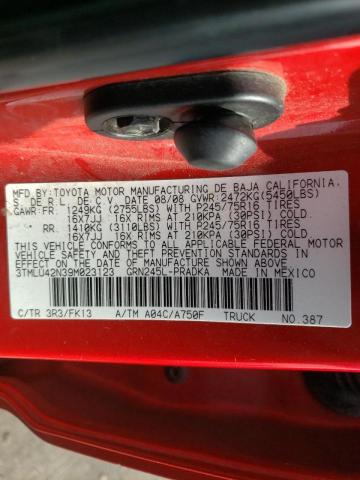 MFD. BY: TOYOTA MOTOR MANUFACTURING DE BAJA CALIFORNIA,
S. DE R.L. DE C.V. DATE 08/08 GVWR: 2472KG(5450LBS)
GAWR:FR. 1249KG (2755LBS) WITH P245/75R16 TIRES
16X7JJ 16X RIMS AT 210KPA (30PSI) COLD.
RR. 1410KG (3110LBS) WITH P245/75R16 TIRES
16X7JJ 16X RIMS AT 210KPA (30PSI) COLD.
THIS VEHICLE CONFORMS TO ALL APPLICABLE FEDERAL MOTOR
VEHICLE SAFETY STANDARDS IN EFFECT ON THE DATE OF
MANUFACTURE SHOWN ABOVE.
3TMLU42N39M023123 GRN245L-PRADKA MADE IN MEXICO
C/TR 3R3/FK13 A/TM A04C/A750F TRUCK NO.387